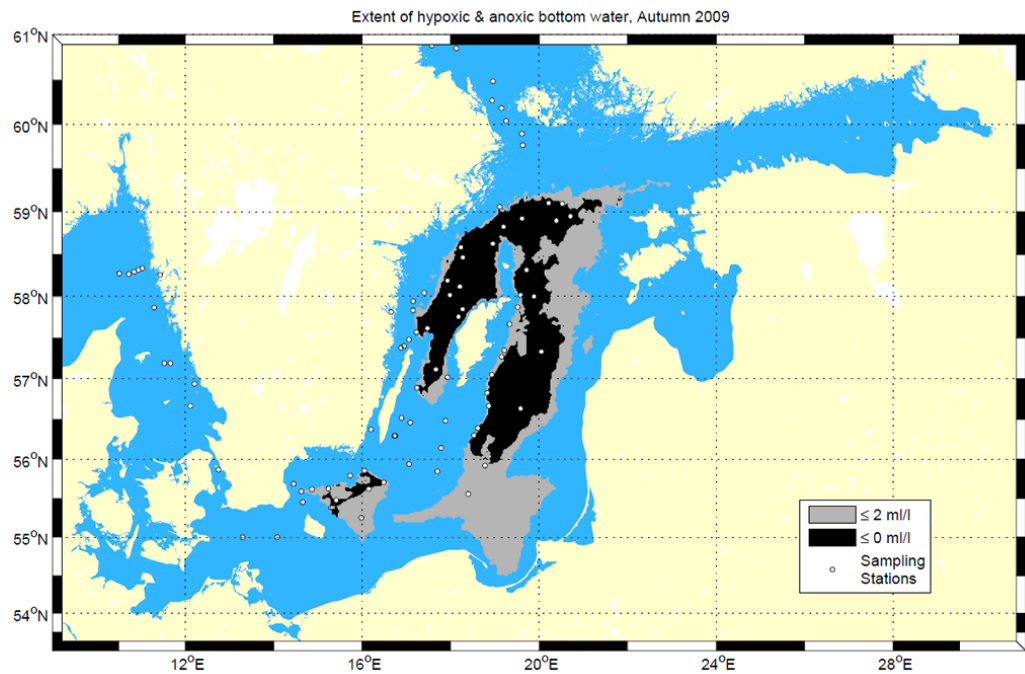 Extent of hypoxic & anoxic bottom water, Autumn 2009
61°N
60°N
59°N
58°N
57°N
56°N
55°N
54°N
≤ 2 ml/l
≤ 0 ml/l
Sampling
Stations
12°E
16°E
20°E
24°E
28°E